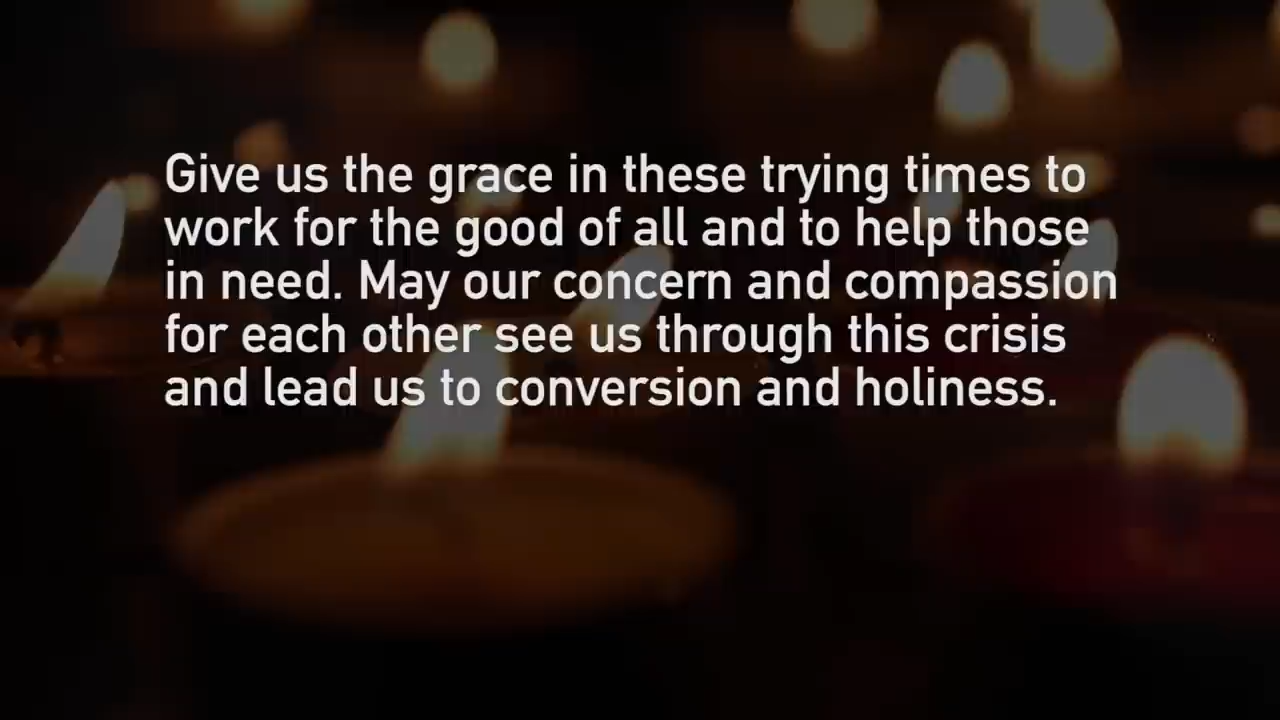 Give us the grace in these trying times to
work for the good of all and to help those
in need. May our concern and compassion
for each other see us through this crisis
and lead us to conversion and holiness.